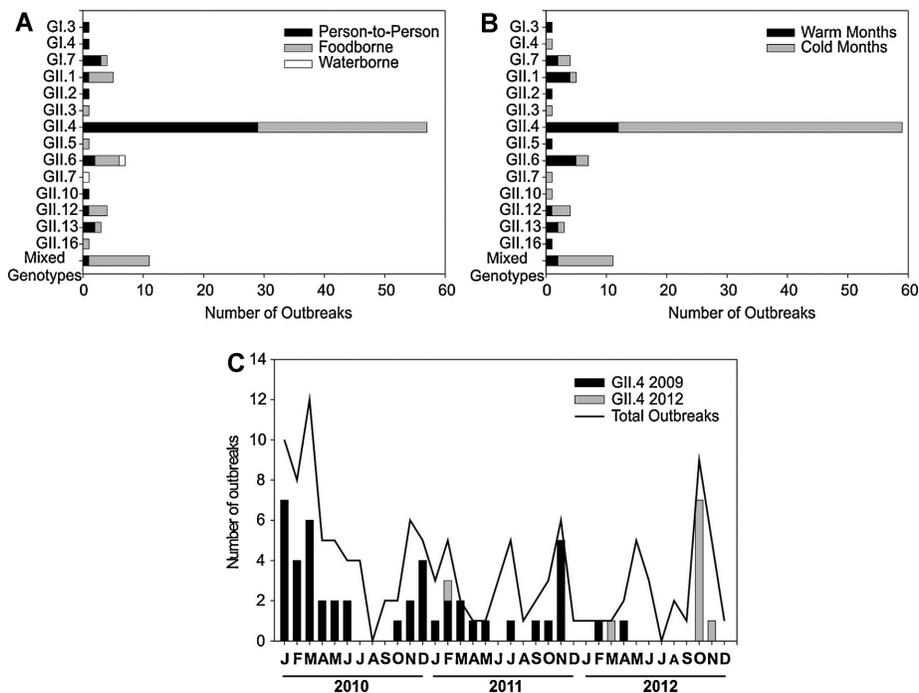 A
GI.3
GI.4
GI.7
GII.1
GII.2
GII.3
GII.4
GII.5
GII.6
GII.7
GII.10
GII.12
GII.13
GII.16
Mixed
Genotypes
Person-to-Person
Foodborne
Waterborne
0 10 20 30 40 50 60
Number of Outbreaks
B
GI.3
GI.4
GI.7
GII.1
GII.2
GII.3
GII.4
GII.5
GII.6
GII.7
GII.10
GII.12
GII.13
GII.16
Mixed
Genotypes
Warm Months
Cold Months
0 10 20 30 40 50 60
Number of Outbreaks
C
Number of outbreaks
14
12
10
8
6
4
2
0
GII.4 2009
GII.4 2012
Total Outbreaks
J F M A M J J A S O N D J F M A M J J A S O N D J F M A M J J A S O N D
2010 2011 2012